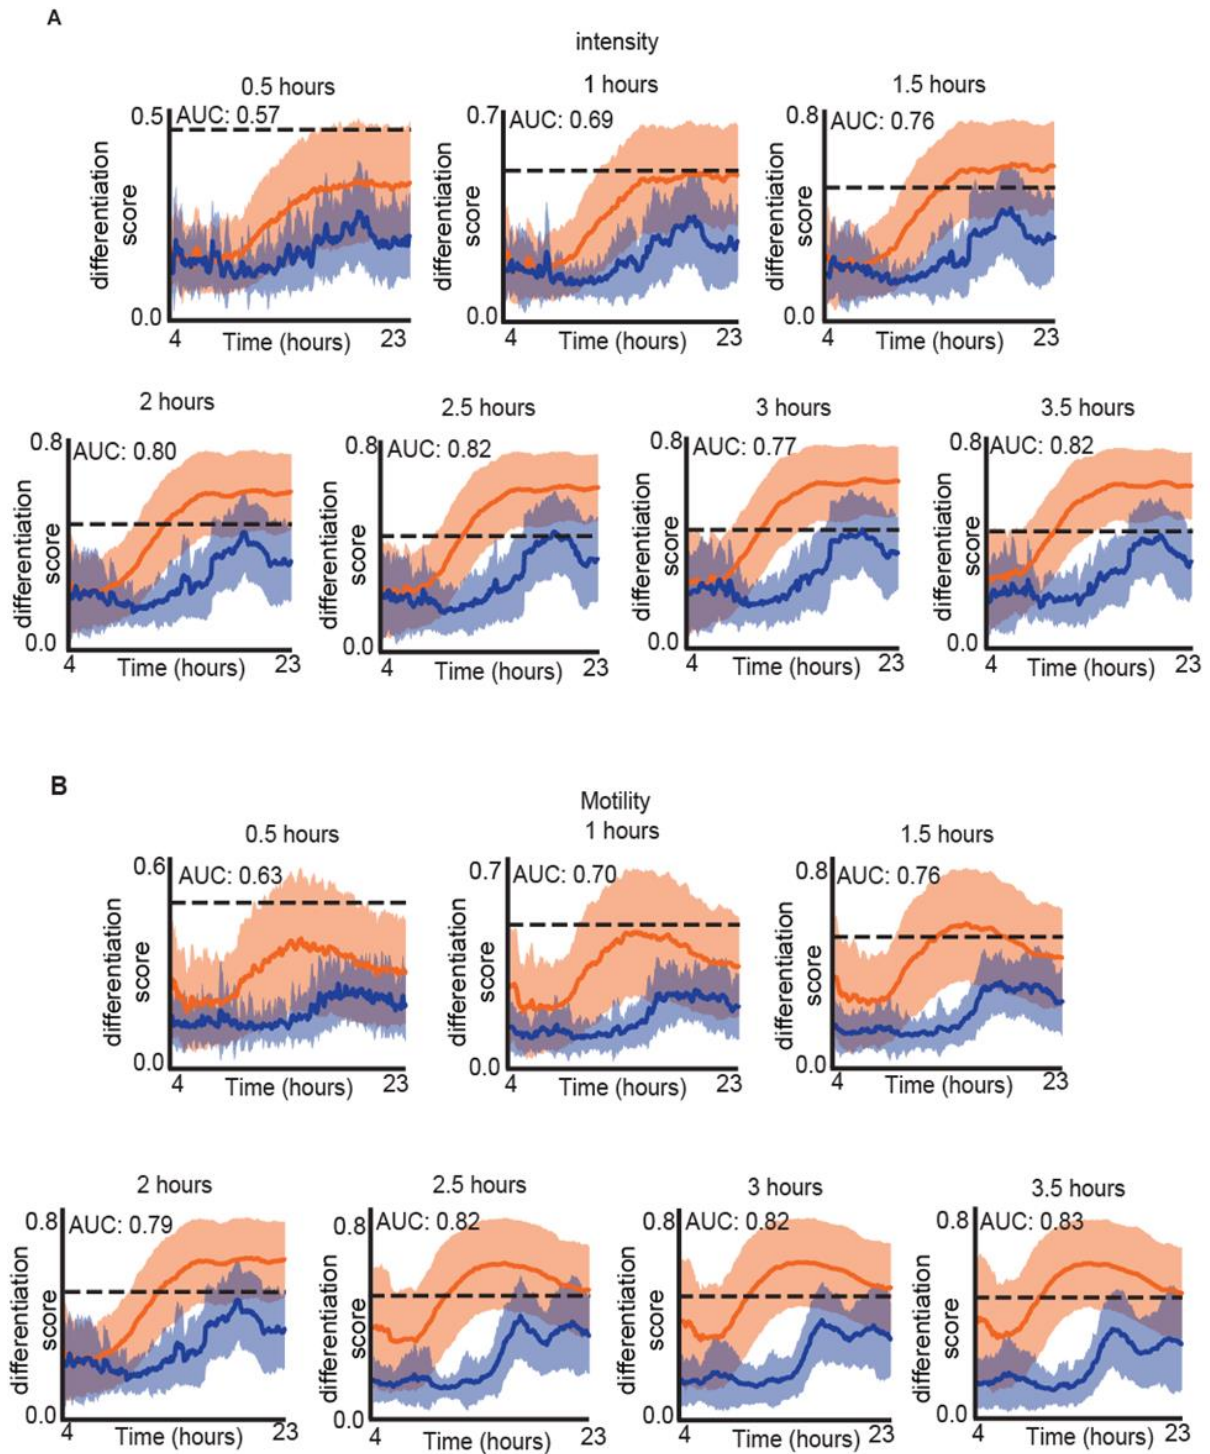 A
intensity
0.5 hours
1 hours
1.5 hours
0.5
AUC: 0.57
0.7
AUC: 0.69
0.8
AUC: 0.76
differentiation
score
differentiation
score
differentiation
score
0.0
0.0
0.0
4
Time (hours)
23
4
Time (hours)
23
4
Time (hours)
23
2 hours
2.5 hours
3 hours
3.5 hours
0.8
AUC: 0.80
0.8
AUC: 0.82
0.8
AUC: 0.77
0.8
AUC: 0.82
differentiation
score
differentiation
score
differentiation
score
differentiation
score
0.0
0.0
0.0
0.0
4
Time (hours)
23
4
Time (hours)
23
4
Time (hours)
23
4
Time (hours)
23
B
Motility
0.5 hours
1 hours
1.5 hours
0.6
AUC: 0.63
0.7
AUC: 0.70
0.8
AUC: 0.76
differentiation
score
differentiation
score
differentiation
score
0.0
0.0
0.0
4
Time (hours)
23
4
Time (hours)
23
4
Time (hours)
23
2 hours
2.5 hours
3 hours
3.5 hours
0.8
AUC: 0.79
0.8
AUC: 0.82
0.8
AUC: 0.82
0.8
AUC: 0.83
differentiation
score
differentiation
score
differentiation
score
differentiation
score
0.0
0.0
0.0
0.0
4
Time (hours)
23
4
Time (hours)
23
4
Time (hours)
23
4
Time (hours)
23